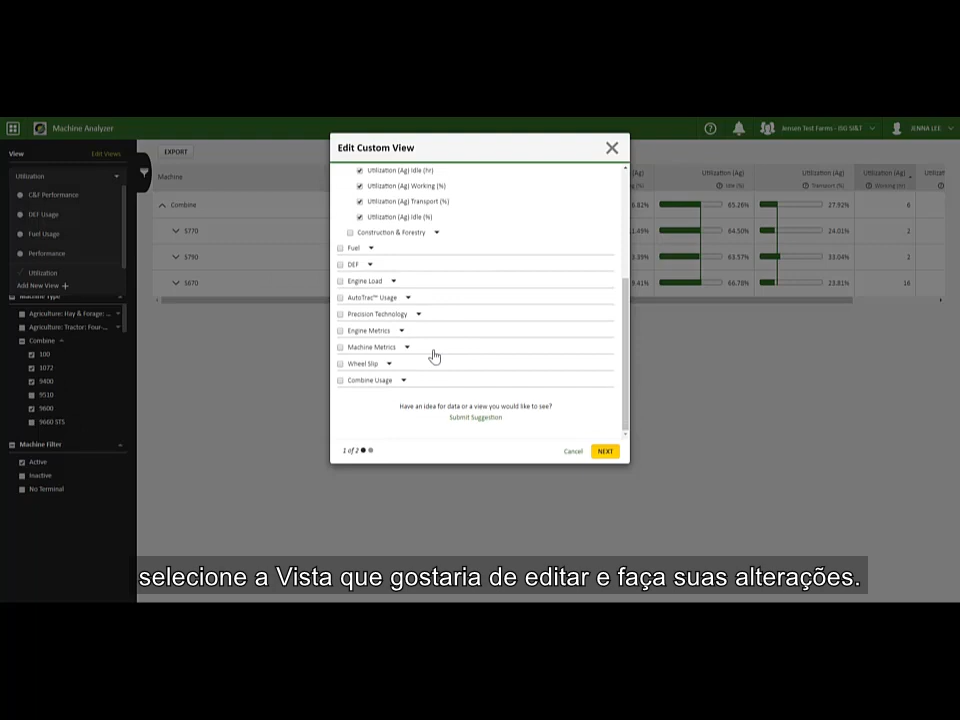 Machine Analyzer
Jensen Test Farms - ISG SI&T
JENNA LEE
View
Edit Views
Utilization
C&F Performance
DEF Usage
Fuel Usage
Performance
Utilization
Add New View +
Machine Type
Agriculture: Hay & Forage: ...
Agriculture: Tractor: Four-...
Combine
100
1072
9400
9510
9600
9660 STS
Machine Filter
Active
Inactive
No Terminal
EXPORT
Machine
Combine
S770
S790
S670
Edit Custom View
Utilization (Ag) Idle (hr)
Utilization (Ag) Working (%)
Utilization (Ag) Transport (%)
Utilization (Ag) Idle (%)
Construction & Forestry
Fuel
DEF
Engine Load
AutoTrac™ Usage
Precision Technology
Engine Metrics
Machine Metrics
Wheel Slip
Combine Usage
Have an idea for data or a view you would like to see?
Submit Suggestion
1 of 2
Cancel
NEXT
Utilization (Ag) Idle (%)
Utilization (Ag) Transport (%)
Utilization (Ag) Working (hr)
65.26% 27.92% 6
64.50% 24.01%
63.57% 33.04%
66.78% 23.81% 16
selecione a Vista que gostaria de editar e faça suas alterações.